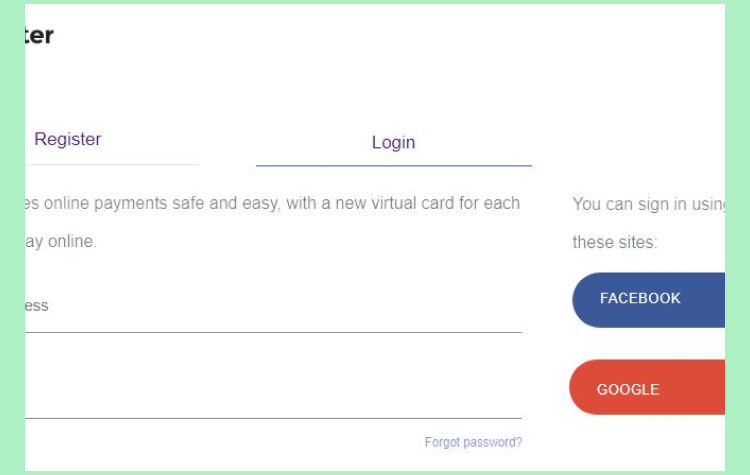 ter
Register
Login
es online payments safe and easy, with a new virtual card for each
ay online.
ess
Forgot password?
You can sign in using
these sites:
FACEBOOK
GOOGLE